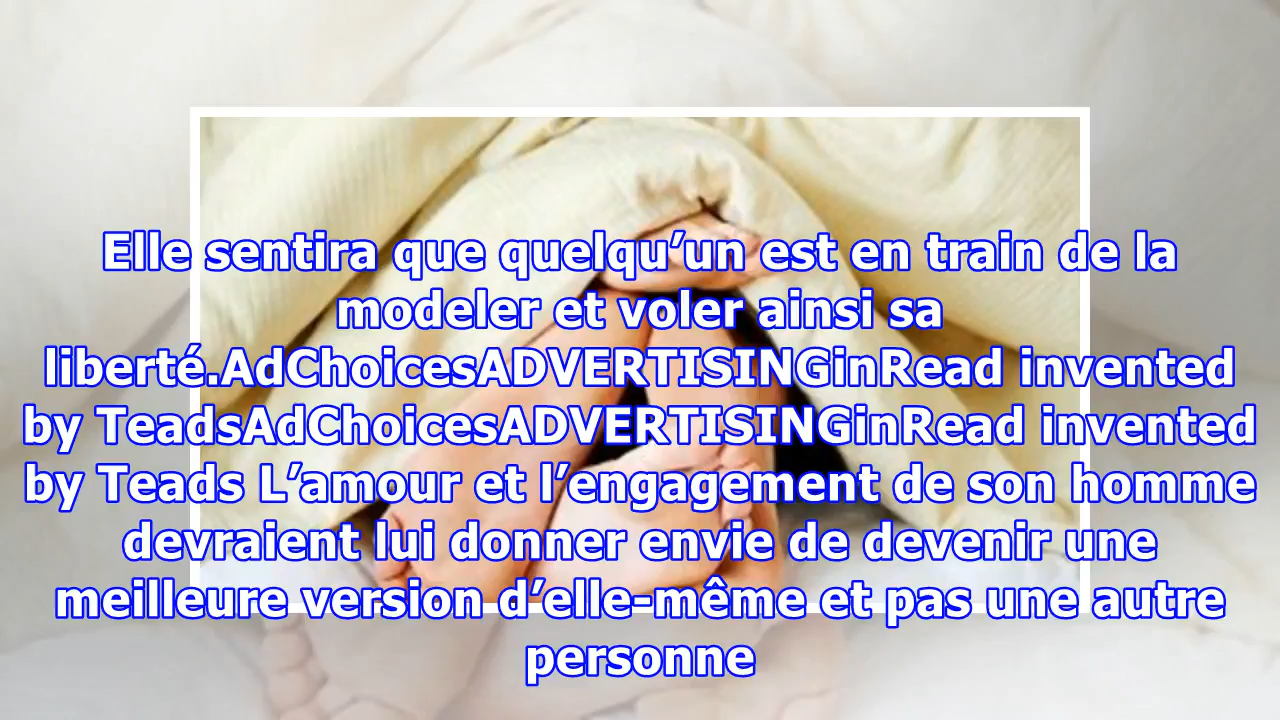 Elle sentira que quelqu’un est en train de la
modeler et voler ainsi sa
liberté.AdChoicesADVERTISINGinRead invented
by TeadsAdChoicesADVERTISINGinRead invented
by Teads L’amour et l’engagement de son homme
devraient lui donner envie de devenir une
meilleure version d’elle-même et pas une autre
personne